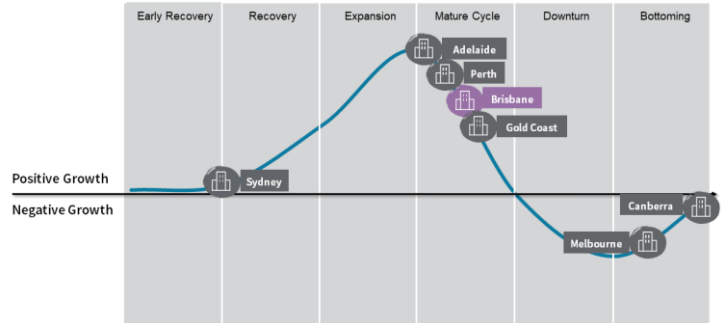 Early Recovery
Recovery
Expansion
Mature Cycle
Downturn
Bottoming
Adelaide
Perth
Brisbane
Gold Coast
Positive Growth
Sydney
Negative Growth
Canberra
Melbourne